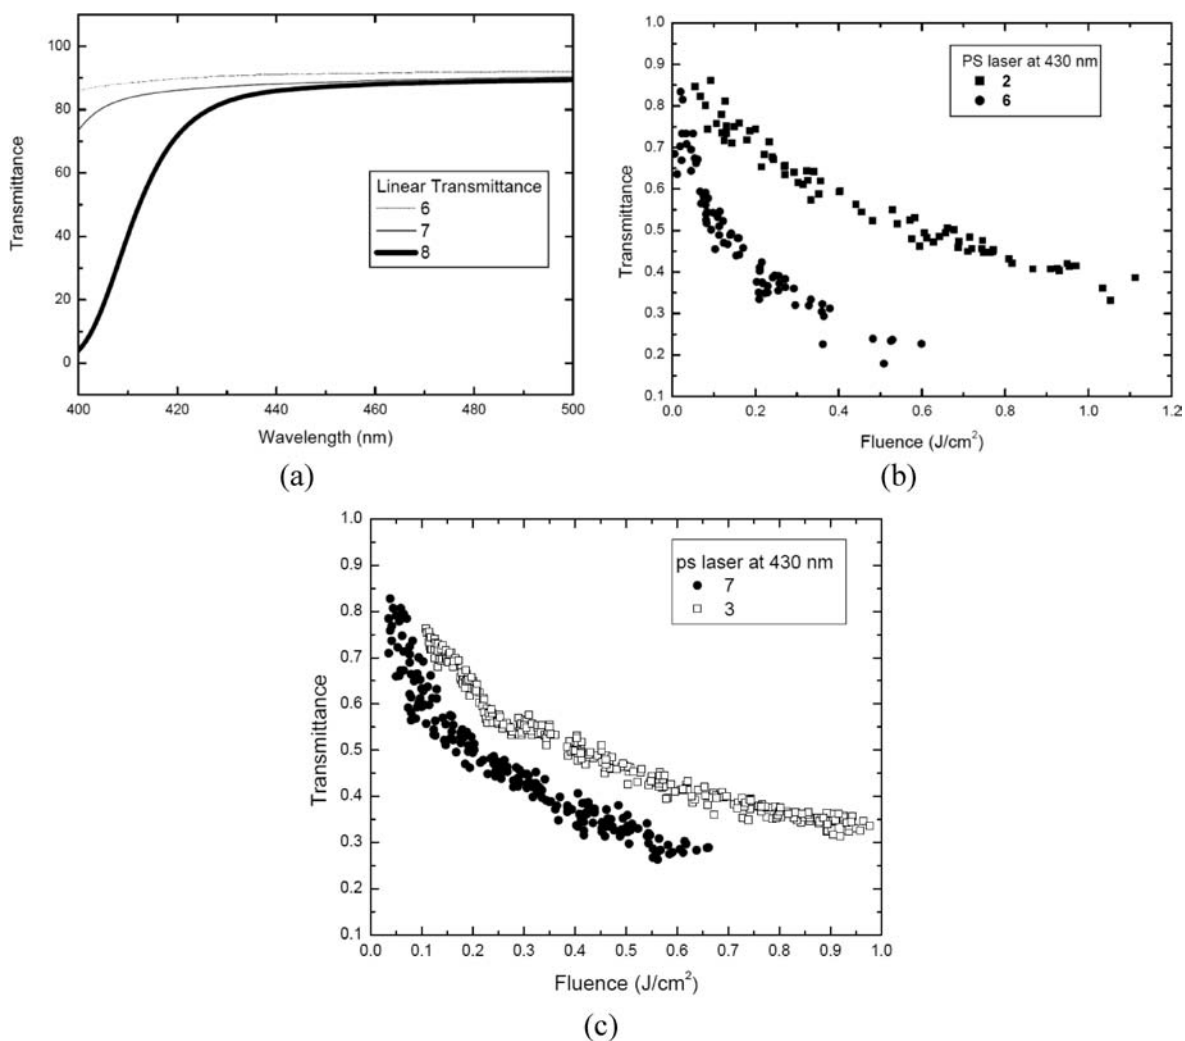 100
80
60
40
20
0
Transmittance
Linear Transmittance
6
7
8
400 420 440 460 480 500
Wavelength (nm)
(a)
1.0
0.9
0.8
0.7
0.6
0.5
0.4
0.3
0.2
0.1
Transmittance
PS laser at 430 nm
2
6
0.0 0.2 0.4 0.6 0.8 1.0 1.2
Fluence (J/cm²)
(b)
1.0
0.9
0.8
0.7
0.6
0.5
0.4
0.3
0.2
0.1
Transmittance
ps laser at 430 nm
7
3
0.0 0.1 0.2 0.3 0.4 0.5 0.6 0.7 0.8 0.9 1.0
Fluence (J/cm²)
(c)